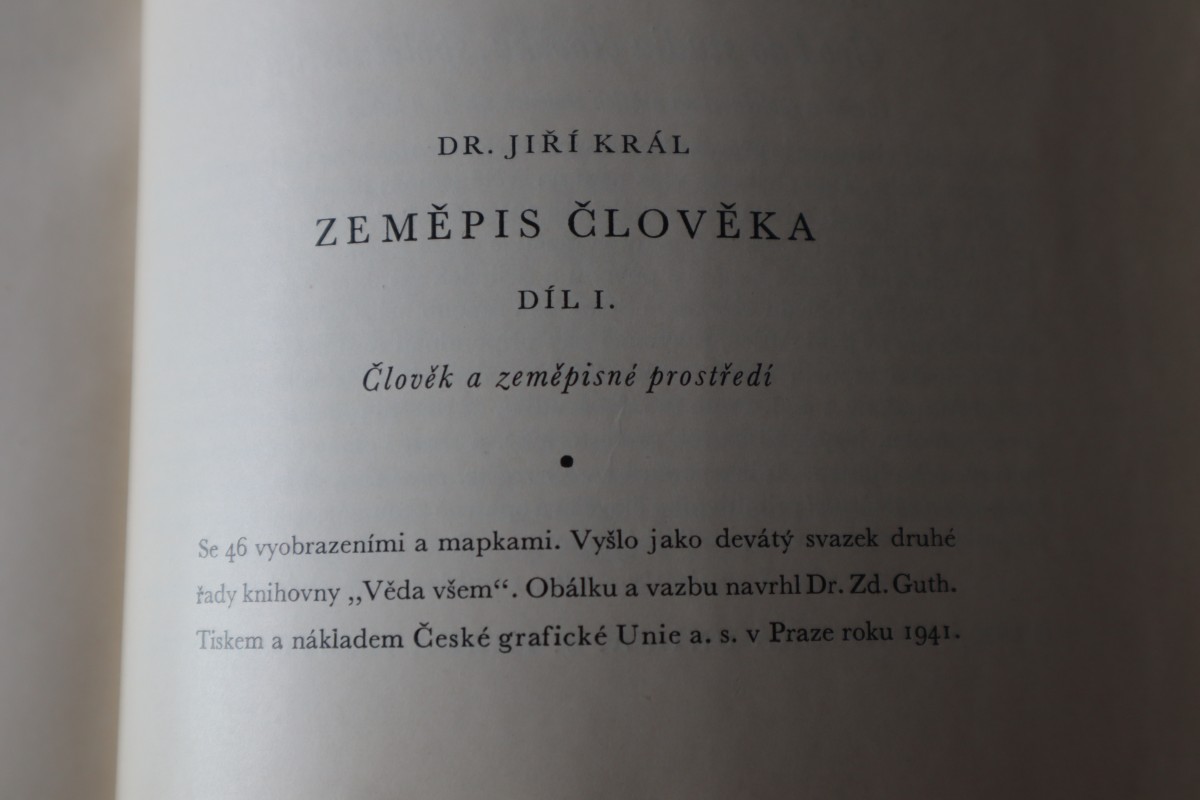 DR. JIŘÍ KRÁL
ZEMĚPIS ČLOVĚKA
DÍL I.
Člověk a zeměpisné prostředí
•
Se 46 vyobrazeními a mapkami. Vyšlo jako devátý svazek druhé
řady knihovny „Věda všem“. Obálku a vazbu navrhl Dr. Zd. Guth.
Tiskem a nákladem České grafické Unie a. s. v Praze roku 1941.